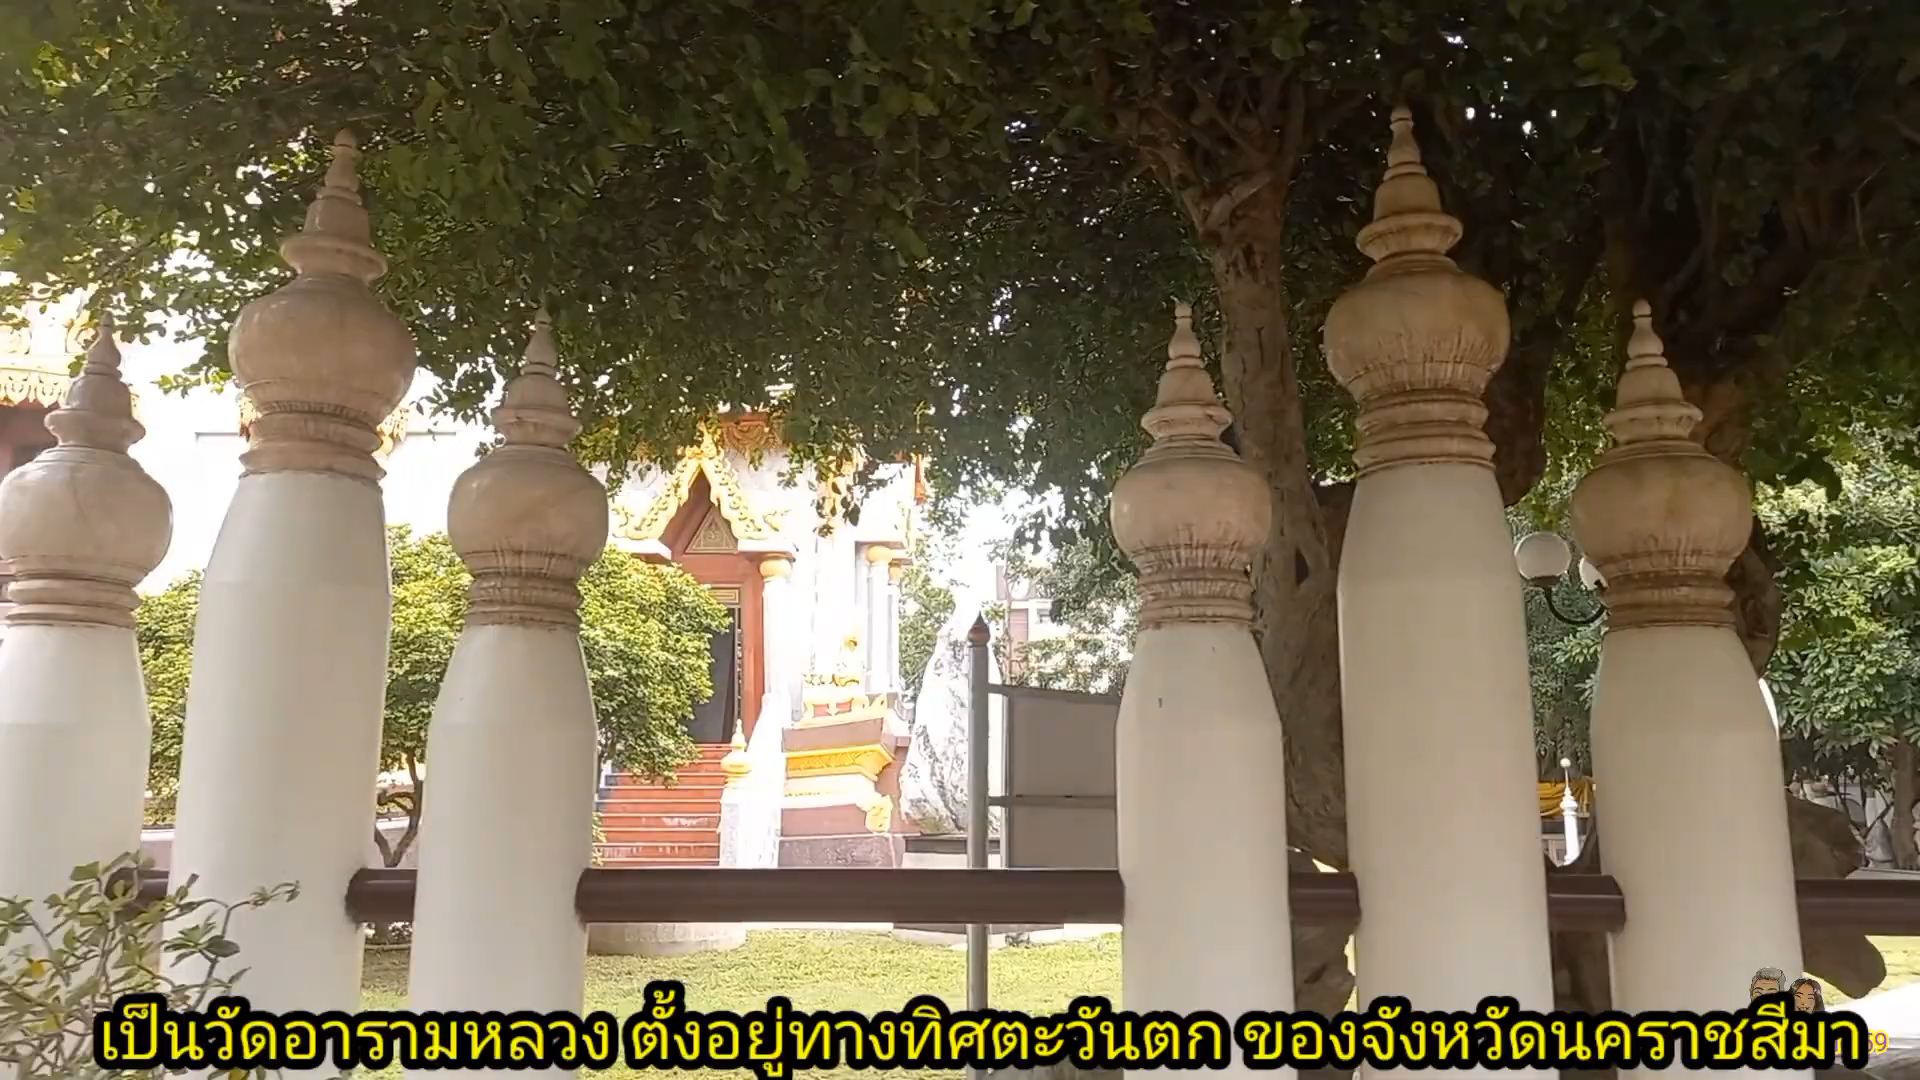 เป็นวัดอารามหลวง ตั้งอยู่ทางทิศตะวันตก ของจังหวัดนครราชสีมา
59